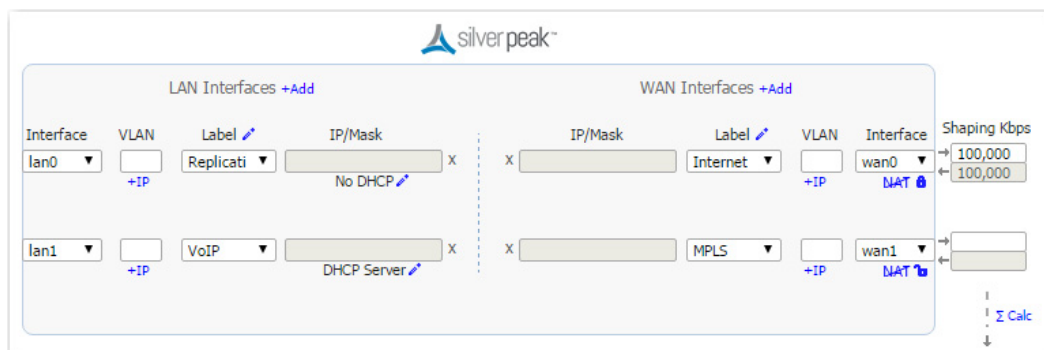 silver peak™
LAN Interfaces +Add WAN Interfaces +Add
Interface VLAN Label IP/Mask IP/Mask Label VLAN Interface Shaping Kbps
lan0 Replicati x x Internet wan0 100,000
100,000
+IP No DHCP +IP NAT
lan1 VoIP x x MPLS wan1
+IP DHCP Server +IP NAT
Σ Calc